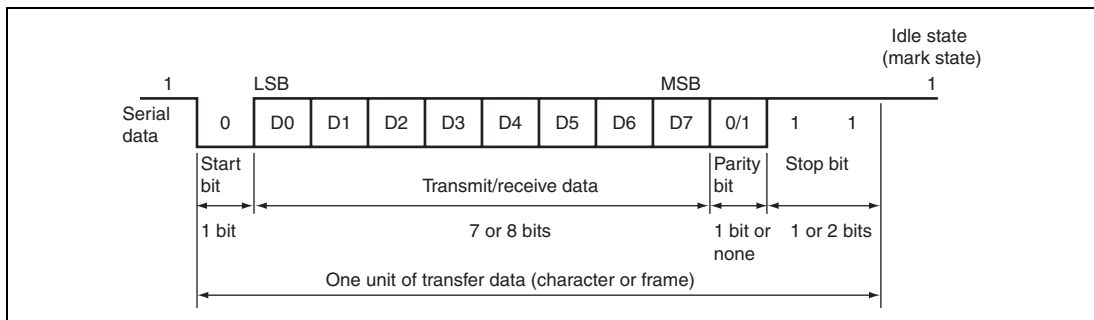 Idle state
(mark state)
1 LSB MSB 1
Serial
data
0 D0 D1 D2 D3 D4 D5 D6 D7 0/1 1 1
Start
bit
Transmit/receive data
Parity
bit
Stop bit
1 bit
7 or 8 bits
1 bit or
none
1 or 2 bits
One unit of transfer data (character or frame)